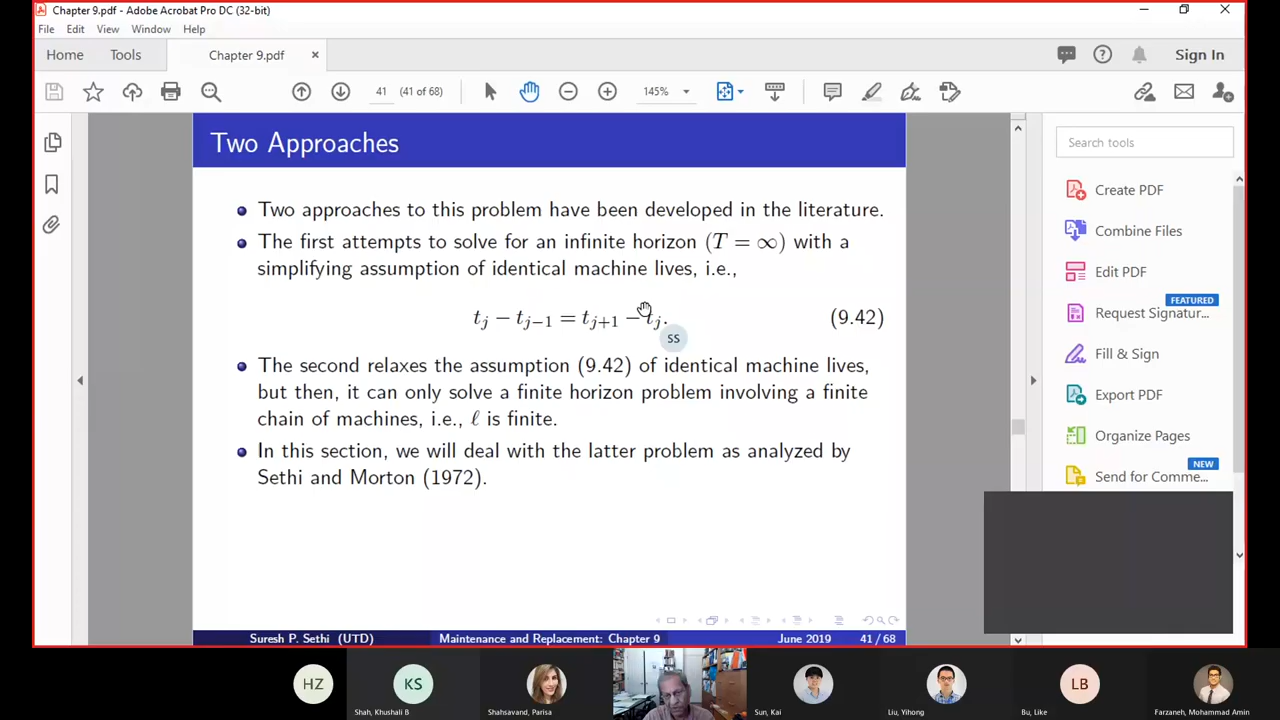 Chapter 9.pdf - Adobe Acrobat Pro DC (32-bit)
File Edit View Window Help
Home Tools Chapter 9.pdf × Sign In
41 (41 of 68) 145%
Two Approaches
Two approaches to this problem have been developed in the literature.
The first attempts to solve for an infinite horizon (T = ∞) with a
simplifying assumption of identical machine lives, i.e.,
t_j − t_{j−1} = t_{j+1} − t_j. (9.42)
ss
The second relaxes the assumption (9.42) of identical machine lives,
but then, it can only solve a finite horizon problem involving a finite
chain of machines, i.e., ℓ is finite.
In this section, we will deal with the latter problem as analyzed by
Sethi and Morton (1972).
Suresh P. Sethi (UTD) Maintenance and Replacement: Chapter 9 June 2019 41 / 68
Search tools
Create PDF
Combine Files
Edit PDF
FEATURED
Request Signatur...
Fill & Sign
Export PDF
Organize Pages
NEW
Send for Comme...
HZ KS LB
Shah, Khushali B Shahsavand, Parisa Sun, Kai Liu, Yihong Bu, Like Farzaneh, Mohammad Amin